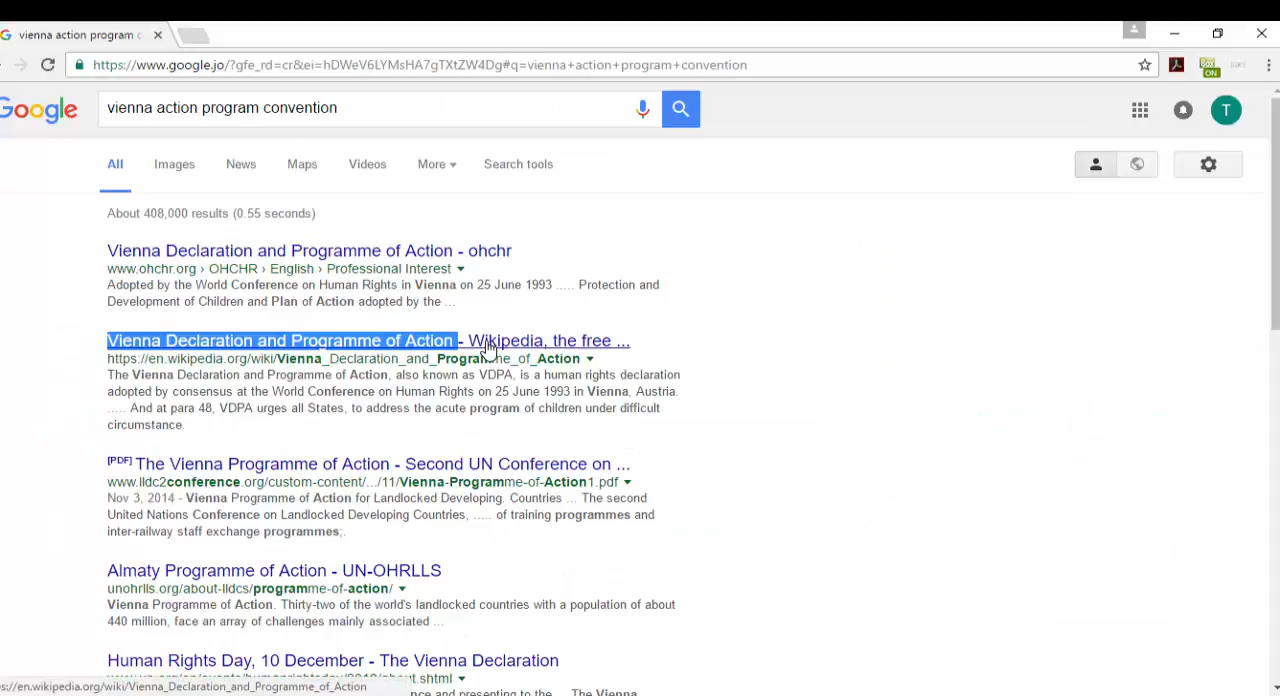 vienna action program c
https://www.google.jo/?gfe_rd=cr&ei=hDWeV6LYMsHA7gTXtZW4Dg#q=vienna+action+program+convention
ON
Google
vienna action program convention
T
All Images News Maps Videos More Search tools
About 408,000 results (0.55 seconds)
Vienna Declaration and Programme of Action - ohchr
www.ohchr.org › OHCHR › English › Professional Interest
Adopted by the World Conference on Human Rights in Vienna on 25 June 1993 ..... Protection and
Development of Children and Plan of Action adopted by the ...
Vienna Declaration and Programme of Action - Wikipedia, the free ...
https://en.wikipedia.org/wiki/Vienna_Declaration_and_Programme_of_Action
The Vienna Declaration and Programme of Action, also known as VDPA, is a human rights declaration
adopted by consensus at the World Conference on Human Rights on 25 June 1993 in Vienna, Austria.
..... And at para 48, VDPA urges all States, to address the acute program of children under difficult
circumstance.
[PDF] The Vienna Programme of Action - Second UN Conference on ...
www.lldc2conference.org/custom-content/.../11/Vienna-Programme-of-Action1.pdf
Nov 3, 2014 - Vienna Programme of Action for Landlocked Developing. Countries ... The second
United Nations Conference on Landlocked Developing Countries, ..... of training programmes and
inter-railway staff exchange programmes;.
Almaty Programme of Action - UN-OHRLLS
unohrlls.org/about-lldcs/programme-of-action/
Vienna Programme of Action. Thirty-two of the world's landlocked countries with a population of about
440 million, face an array of challenges mainly associated ...
Human Rights Day, 10 December - The Vienna Declaration
s://en.wikipedia.org/wiki/Vienna_Declaration_and_Programme_of_Action
nce and presenting to the ... The Vienna